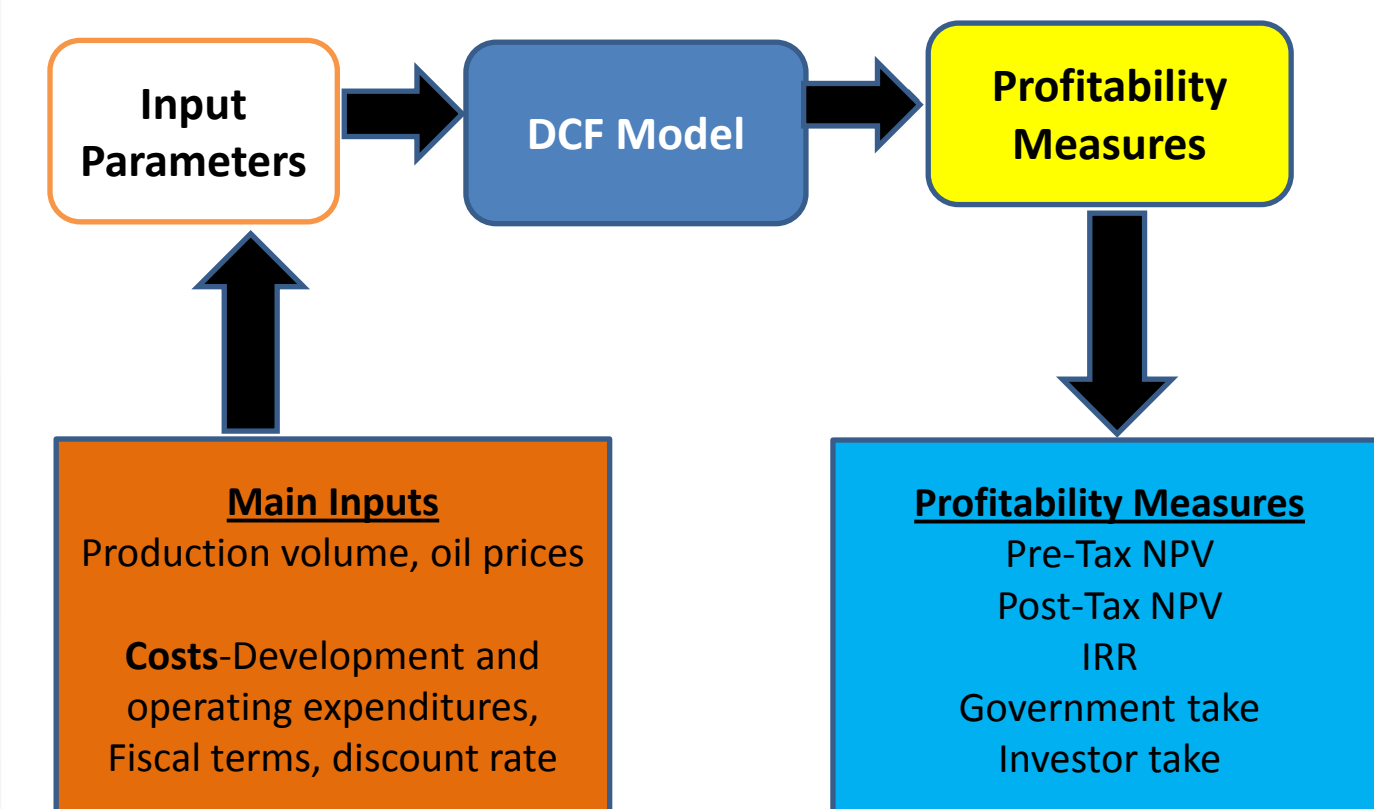 Input
Parameters
DCF Model
Profitability
Measures
Main Inputs
Production volume, oil prices
Costs-Development and
operating expenditures,
Fiscal terms, discount rate
Profitability Measures
Pre-Tax NPV
Post-Tax NPV
IRR
Government take
Investor take